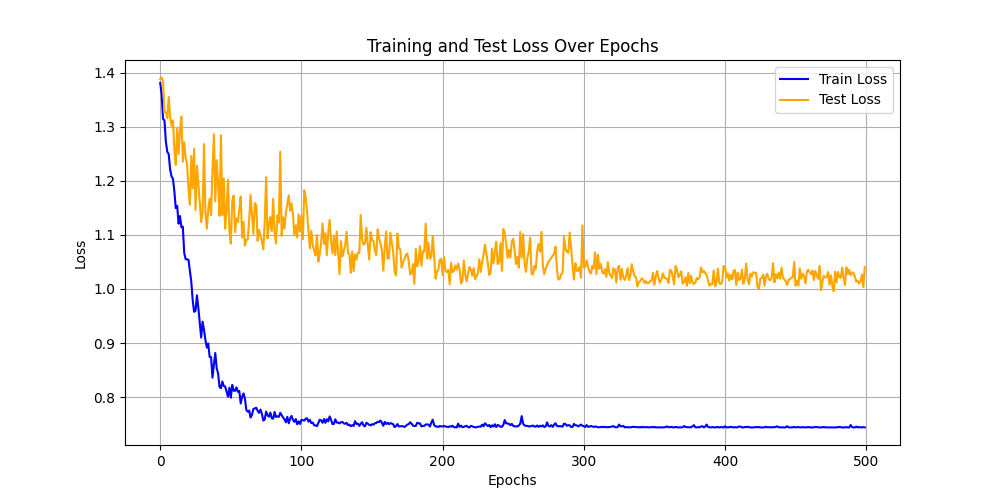 Training and Test Loss Over Epochs
Train Loss
Test Loss
Loss
1.4
1.3
1.2
1.1
1.0
0.9
0.8
0 100 200 300 400 500
Epochs